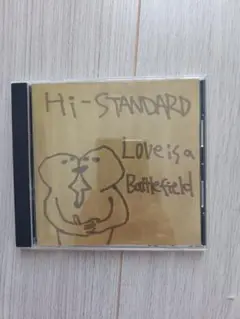 Hi-STANDARD
Love is a
Battlefield